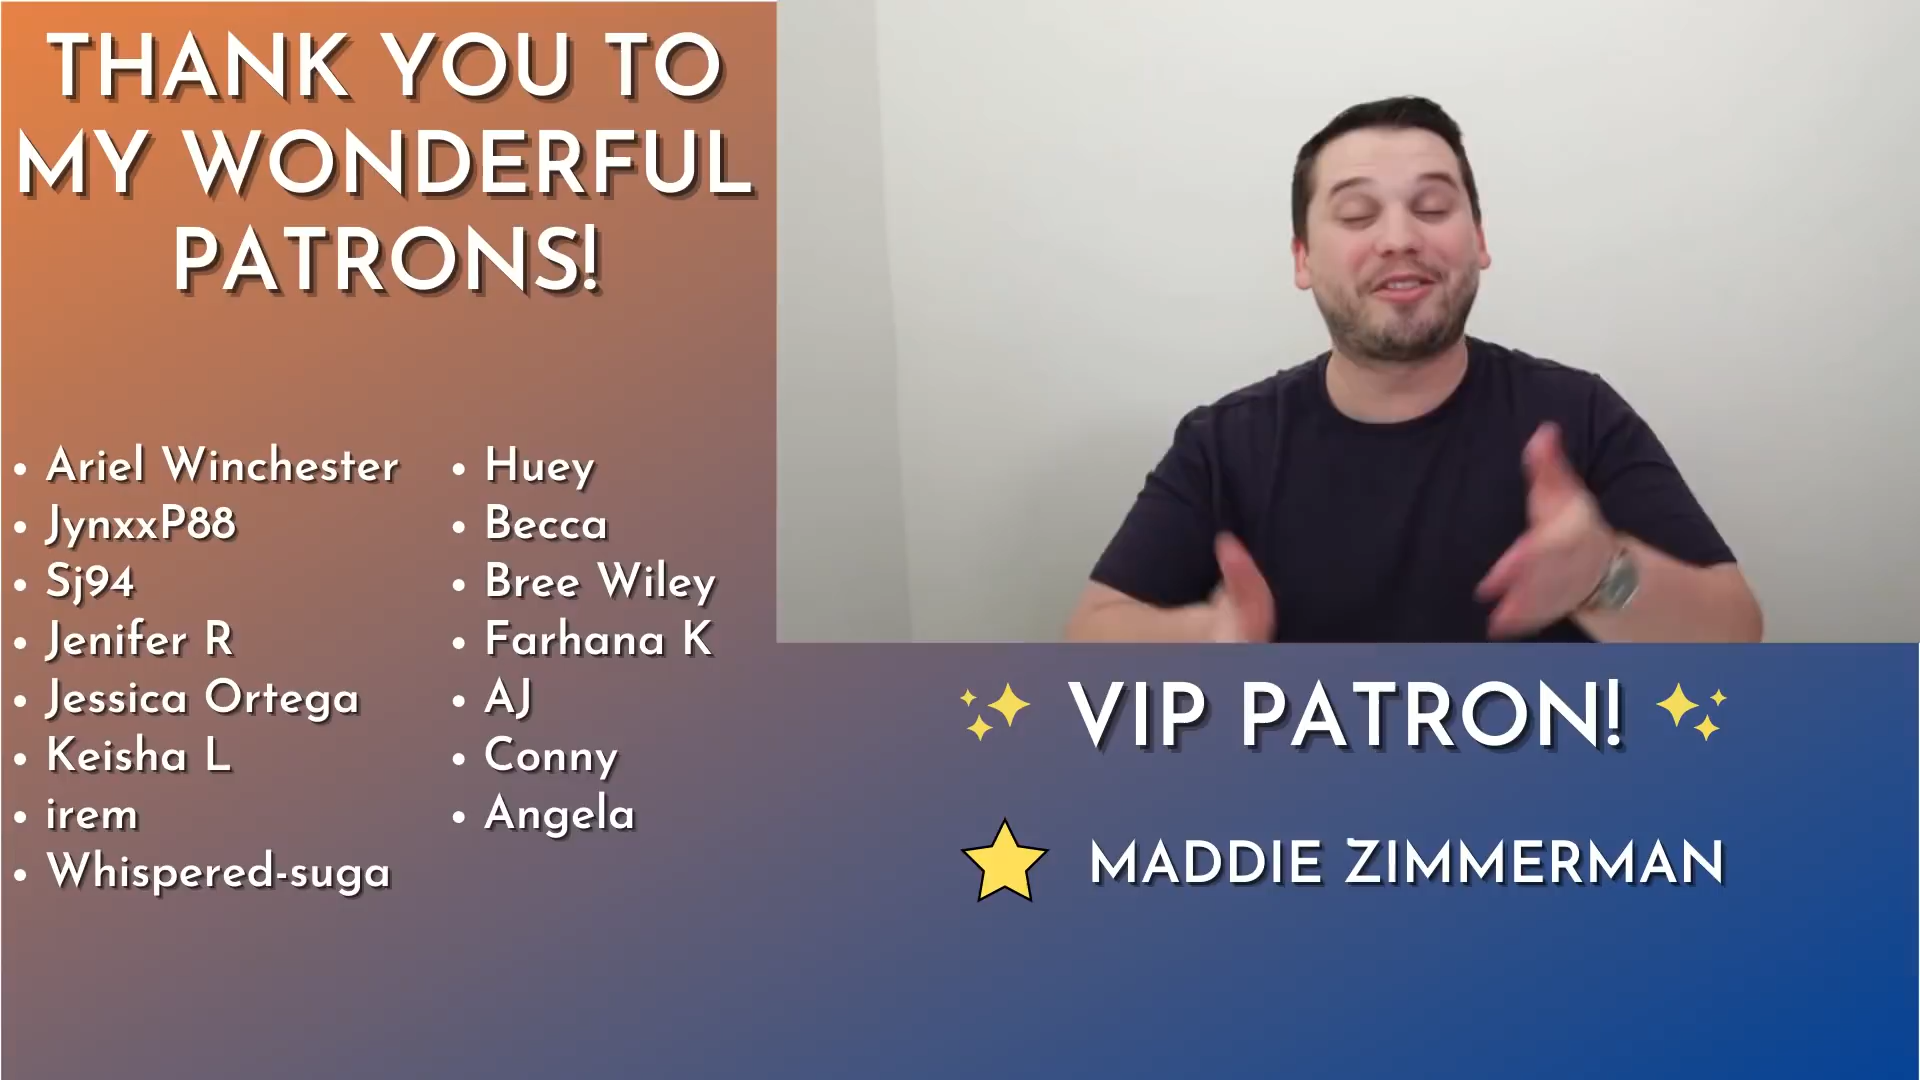 THANK YOU TO
MY WONDERFUL
PATRONS!
• Ariel Winchester
• JynxxP88
• Sj94
• Jenifer R
• Jessica Ortega
• Keisha L
• irem
• Whispered-suga
• Huey
• Becca
• Bree Wiley
• Farhana K
• AJ
• Conny
• Angela
VIP PATRON!
MADDIE ZIMMERMAN